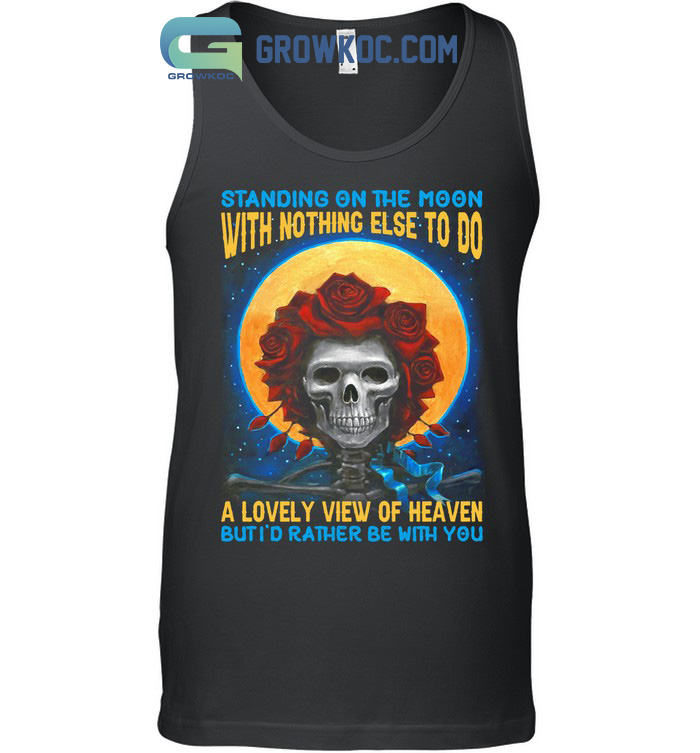 GROWKOC
GROWKOC.COM
STANDING ON THE MOON
WITH NOTHING ELSE TO DO
A LOVELY VIEW OF HEAVEN
BUT I'D RATHER BE WITH YOU